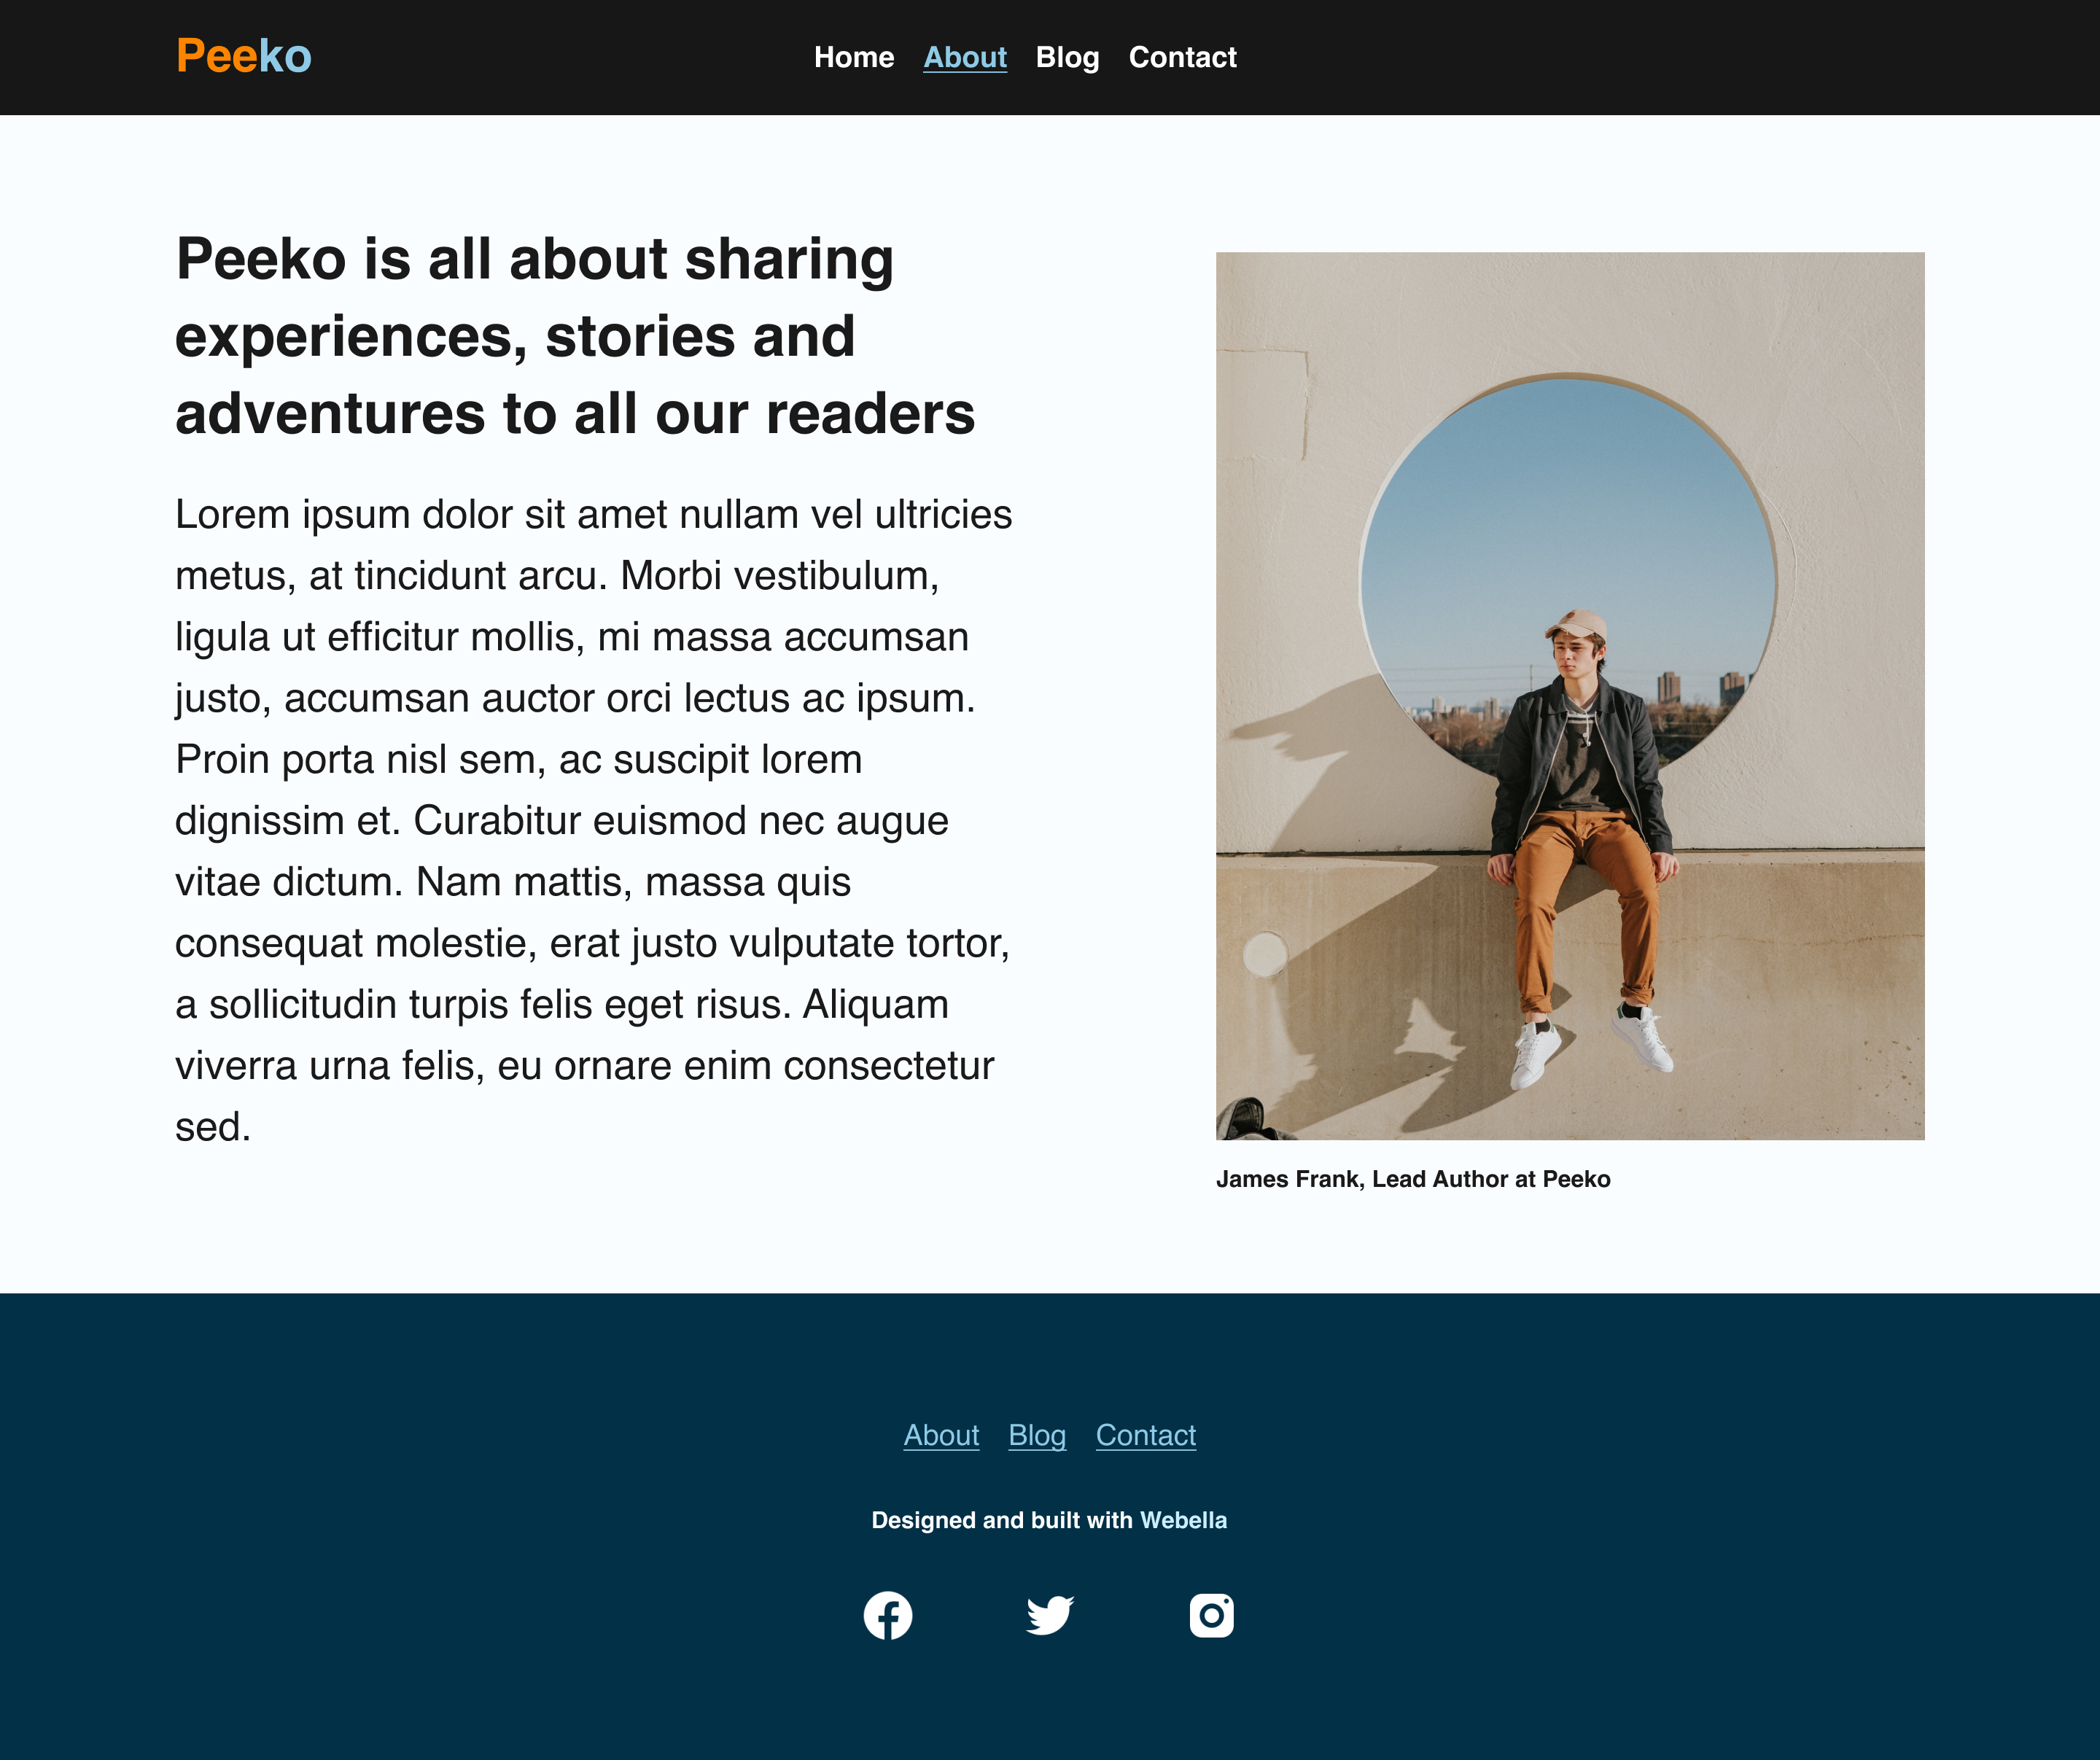 Peeko
Home About Blog Contact
Peeko is all about sharing
experiences, stories and
adventures to all our readers
Lorem ipsum dolor sit amet nullam vel ultricies
metus, at tincidunt arcu. Morbi vestibulum,
ligula ut efficitur mollis, mi massa accumsan
justo, accumsan auctor orci lectus ac ipsum.
Proin porta nisl sem, ac suscipit lorem
dignissim et. Curabitur euismod nec augue
vitae dictum. Nam mattis, massa quis
consequat molestie, erat justo vulputate tortor,
a sollicitudin turpis felis eget risus. Aliquam
viverra urna felis, eu ornare enim consectetur
sed.
James Frank, Lead Author at Peeko
About Blog Contact
Designed and built with Webella